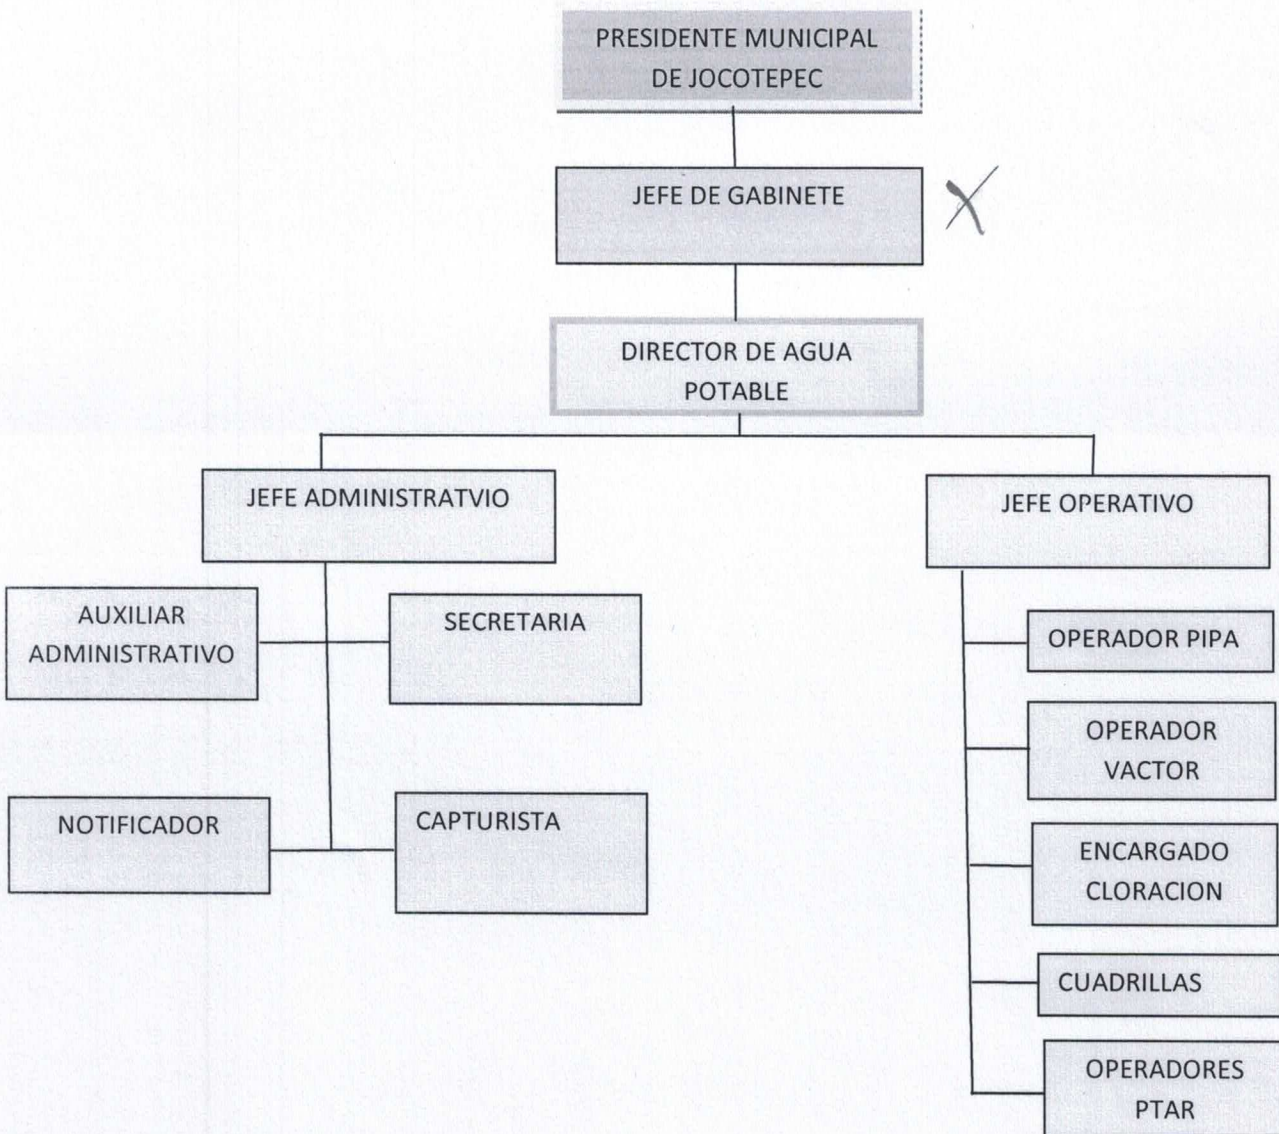 PRESIDENTE MUNICIPAL
DE JOCOTEPEC
JEFE DE GABINETE
DIRECTOR DE AGUA
POTABLE
JEFE ADMINISTRATVIO
JEFE OPERATIVO
AUXILIAR
ADMINISTRATIVO
SECRETARIA
NOTIFICADOR
CAPTURISTA
OPERADOR PIPA
OPERADOR
VACTOR
ENCARGADO
CLORACION
CUADRILLAS
OPERADORES
PTAR